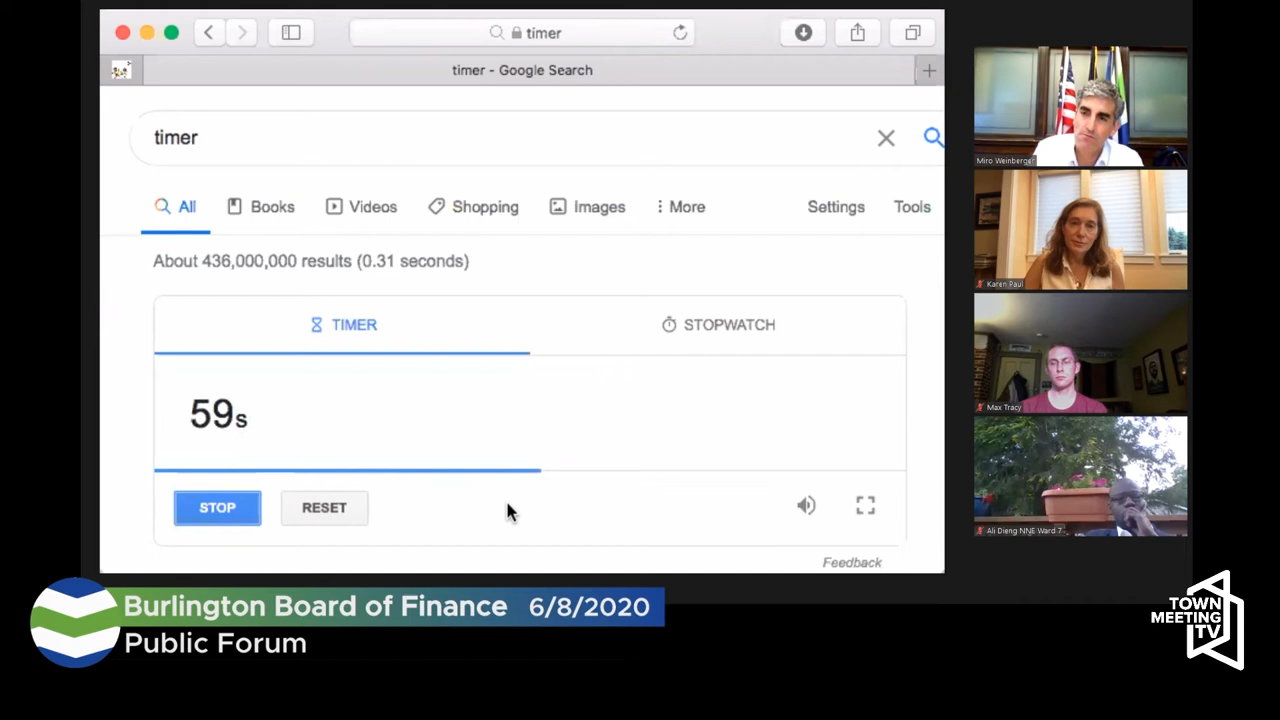 timer
timer - Google Search
timer
All
Books
Videos
Shopping
Images
More
Settings
Tools
About 436,000,000 results (0.31 seconds)
TIMER
STOPWATCH
59s
STOP
RESET
Feedback
Miro Weinberger
Karen Paul
Max Tracy
Ali Dieng NNE Ward 7
Burlington Board of Finance 6/8/2020
Public Forum
TOWN
MEETING
TV